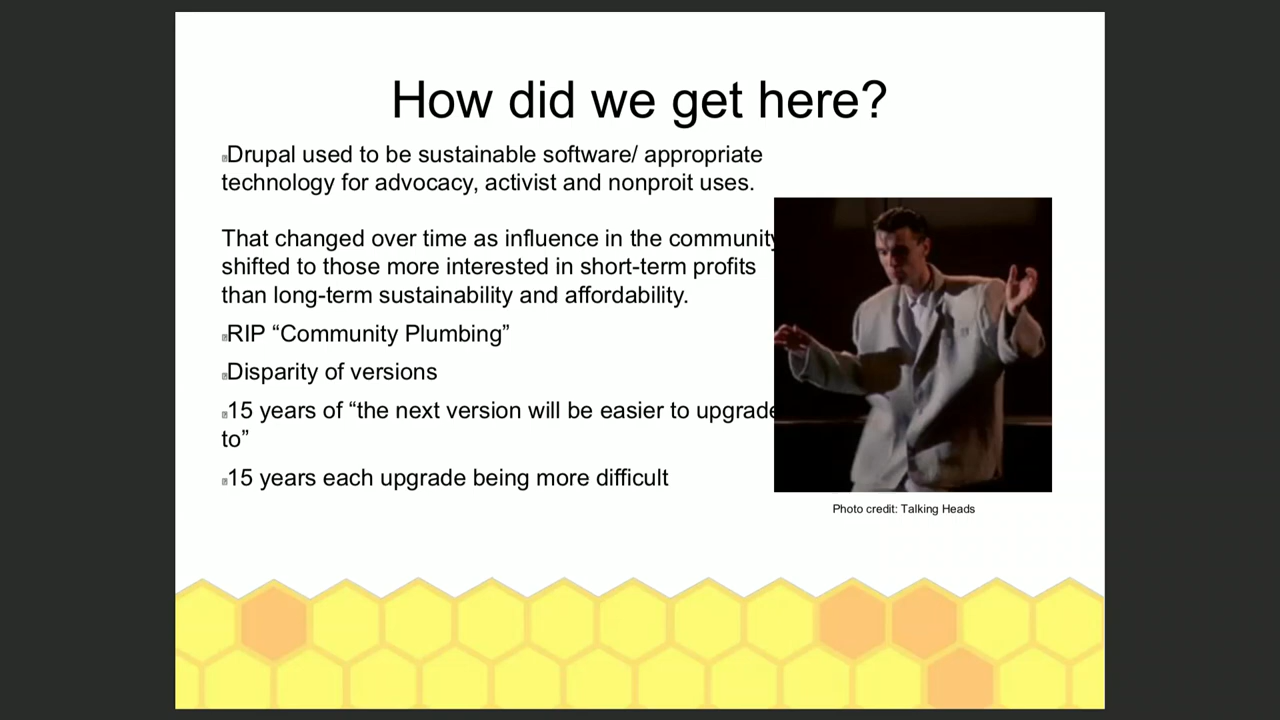 How did we get here?
Drupal used to be sustainable software/ appropriate
technology for advocacy, activist and nonproit uses.
That changed over time as influence in the community
shifted to those more interested in short-term profits
than long-term sustainability and affordability.
RIP “Community Plumbing”
Disparity of versions
15 years of “the next version will be easier to upgrade
to”
15 years each upgrade being more difficult
Photo credit: Talking Heads